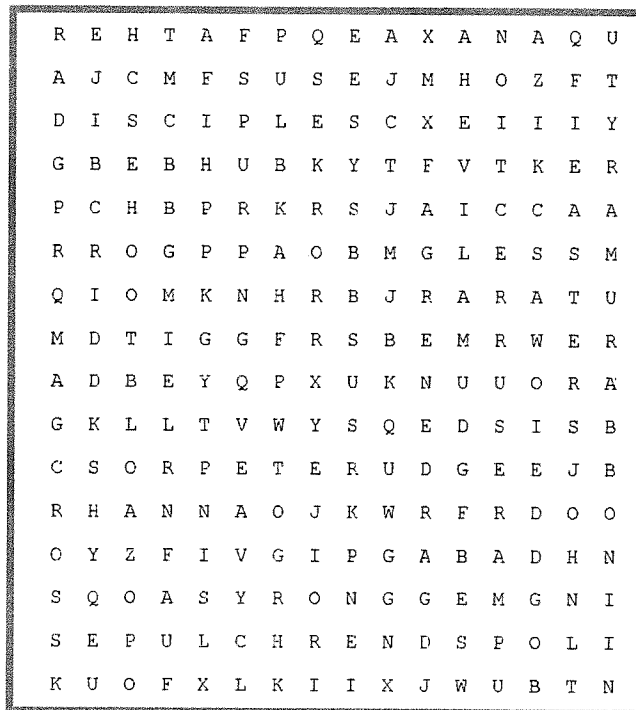 R E H T A F P Q E A X A N A Q U
A J C M F S U S E J M H O Z F T
D I S C I P L E S C X E I I I Y
G B E B H U B K Y T F V T K E R
P C H B P R K R S J A I C C A A
R R O G P P A O B M G L E S S M
Q I O M K N H R B J R A R A T U
M D T I G G F R S B E M R W E R
A D B E Y Q P X U K N U U O R A
G K L L T V W Y S Q E D S I S B
C S O R P E T E R U D G E E J B
R H A N N A O J K W R F R D O O
O Y Z F I V G I P G A B A D H N
S Q O A S Y R O N G G E M G N I
S E P U L C H R E N D S P O L I
K U O F X L K I I X J W U B T N